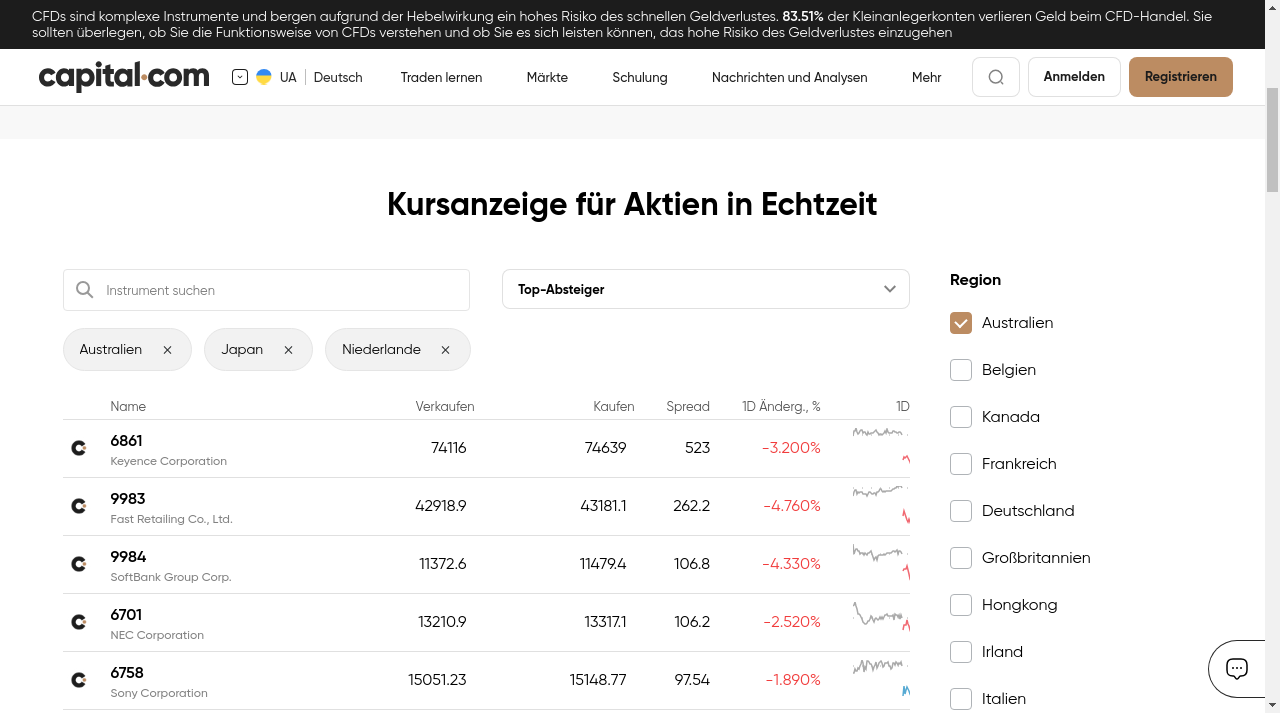 CFDs sind komplexe Instrumente und bergen aufgrund der Hebelwirkung ein hohes Risiko des schnellen Geldverlustes. 83.51% der Kleinanlegerkonten verlieren Geld beim CFD-Handel. Sie
sollten überlegen, ob Sie die Funktionsweise von CFDs verstehen und ob Sie es sich leisten können, das hohe Risiko des Geldverlustes einzugehen
capital.com UA Deutsch Traden lernen Märkte Schulung Nachrichten und Analysen Mehr Anmelden Registrieren
Kursanzeige für Aktien in Echtzeit
Instrument suchen Top-Absteiger
Australien Japan Niederlande
Name Verkaufen Kaufen Spread 1D Änderg., % 1D
6861 74116 74639 523 -3.200%
Keyence Corporation
9983 42918.9 43181.1 262.2 -4.760%
Fast Retailing Co., Ltd.
9984 11372.6 11479.4 106.8 -4.330%
SoftBank Group Corp.
6701 13210.9 13317.1 106.2 -2.520%
NEC Corporation
6758 15051.23 15148.77 97.54 -1.890%
Sony Corporation
Region
Australien
Belgien
Kanada
Frankreich
Deutschland
Großbritannien
Hongkong
Irland
Italien